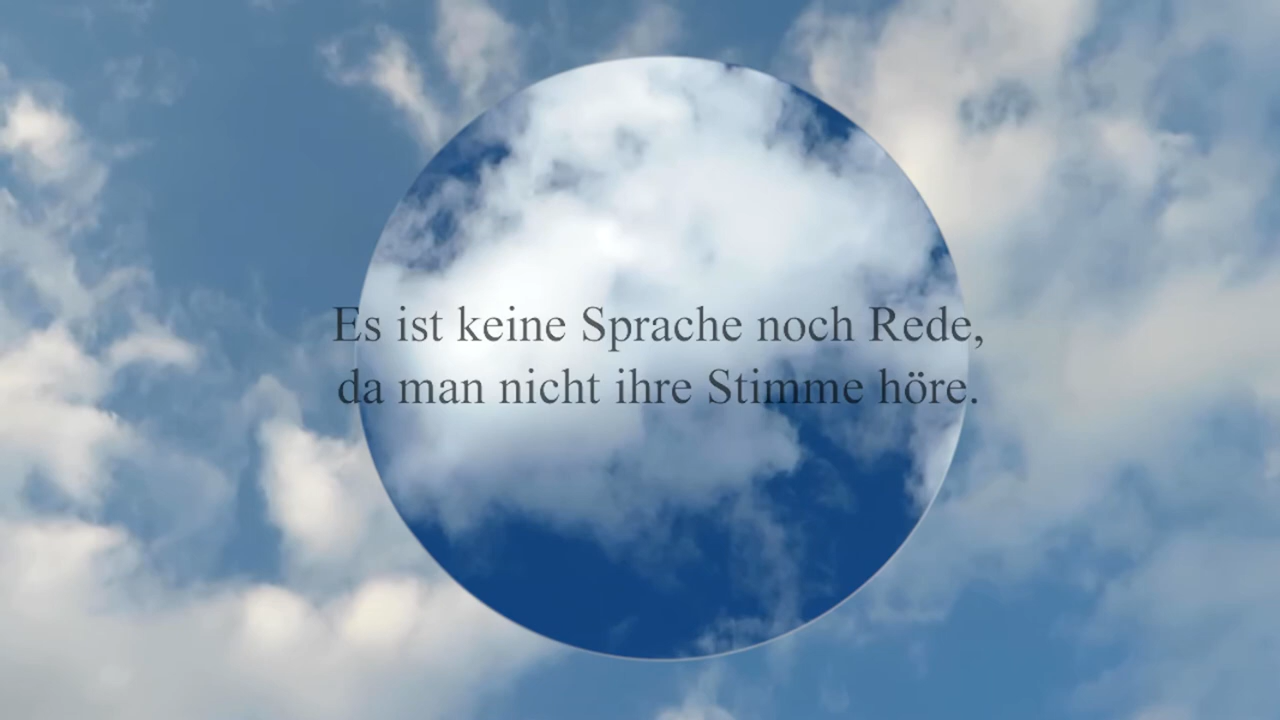 Es ist keine Sprache noch Rede,
da man nicht ihre Stimme höre.